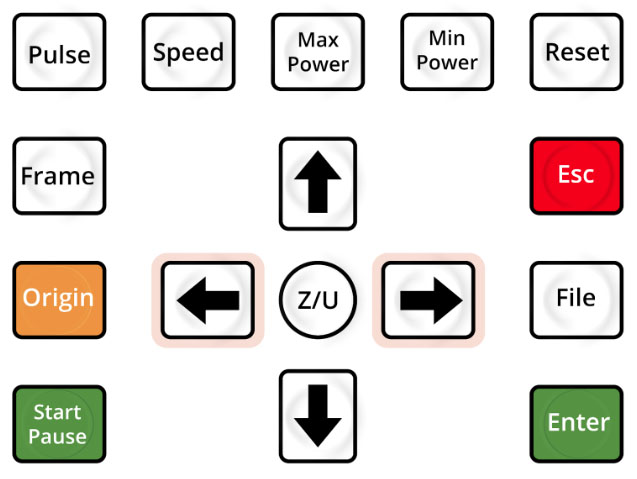 Pulse
Speed
Max
Power
Min
Power
Reset
Frame
Esc
Origin
Z/U
File
Start
Pause
Enter